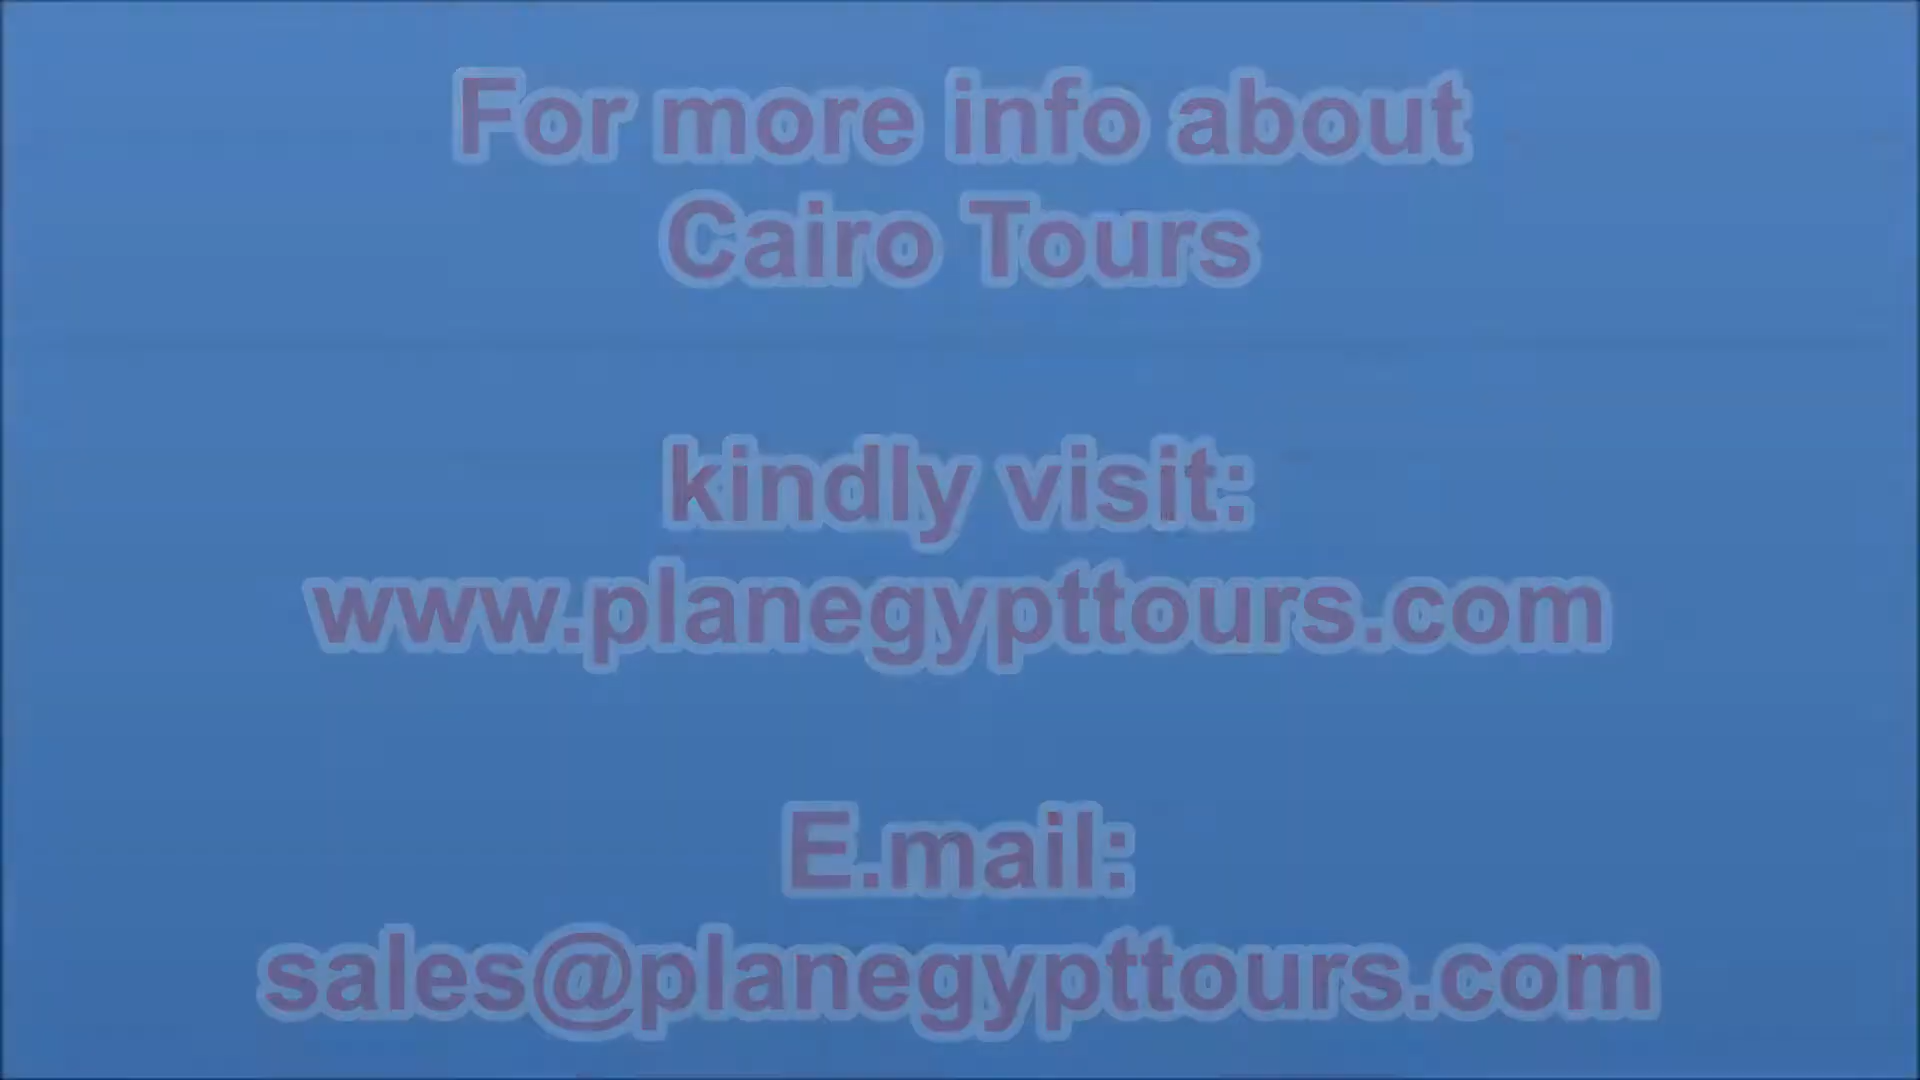 For more info about
Cairo Tours
kindly visit:
www.planegypttours.com
E.mail:
sales@planegypttours.com